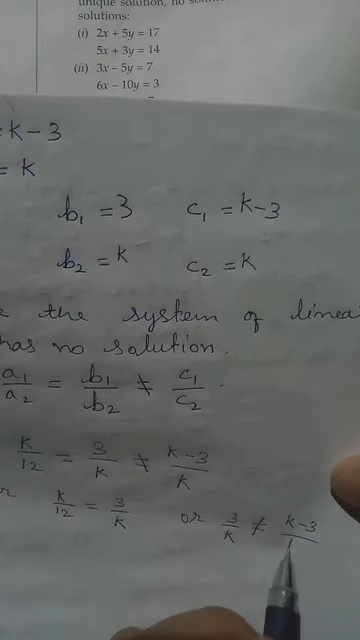 solutions:
(i) 2x + 5y = 17
5x + 3y = 14
(ii) 3x – 5y = 7
6x – 10y = 3
= k – 3
= k
b₁ = 3 c₁ = k–3
b₂ = k c₂ = k
the system of linea
has no solution.
a₁/a₂ = b₁/b₂ ≠ c₁/c₂ .
k/12 = 3/k ≠ k–3/k
or k/12 = 3/k or 3/k ≠ k–3/